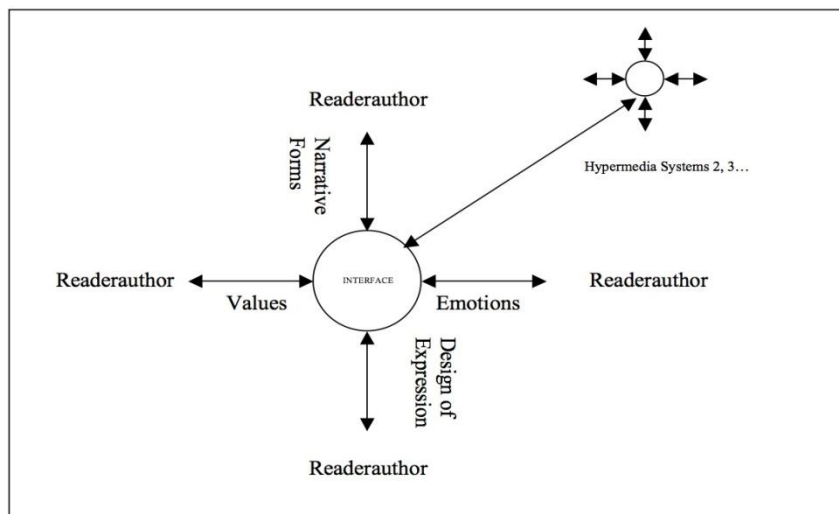 Readerauthor
Narrative
Forms
Hypermedia Systems 2, 3…
Readerauthor
Values
INTERFACE
Emotions
Readerauthor
Design of
Expression
Readerauthor